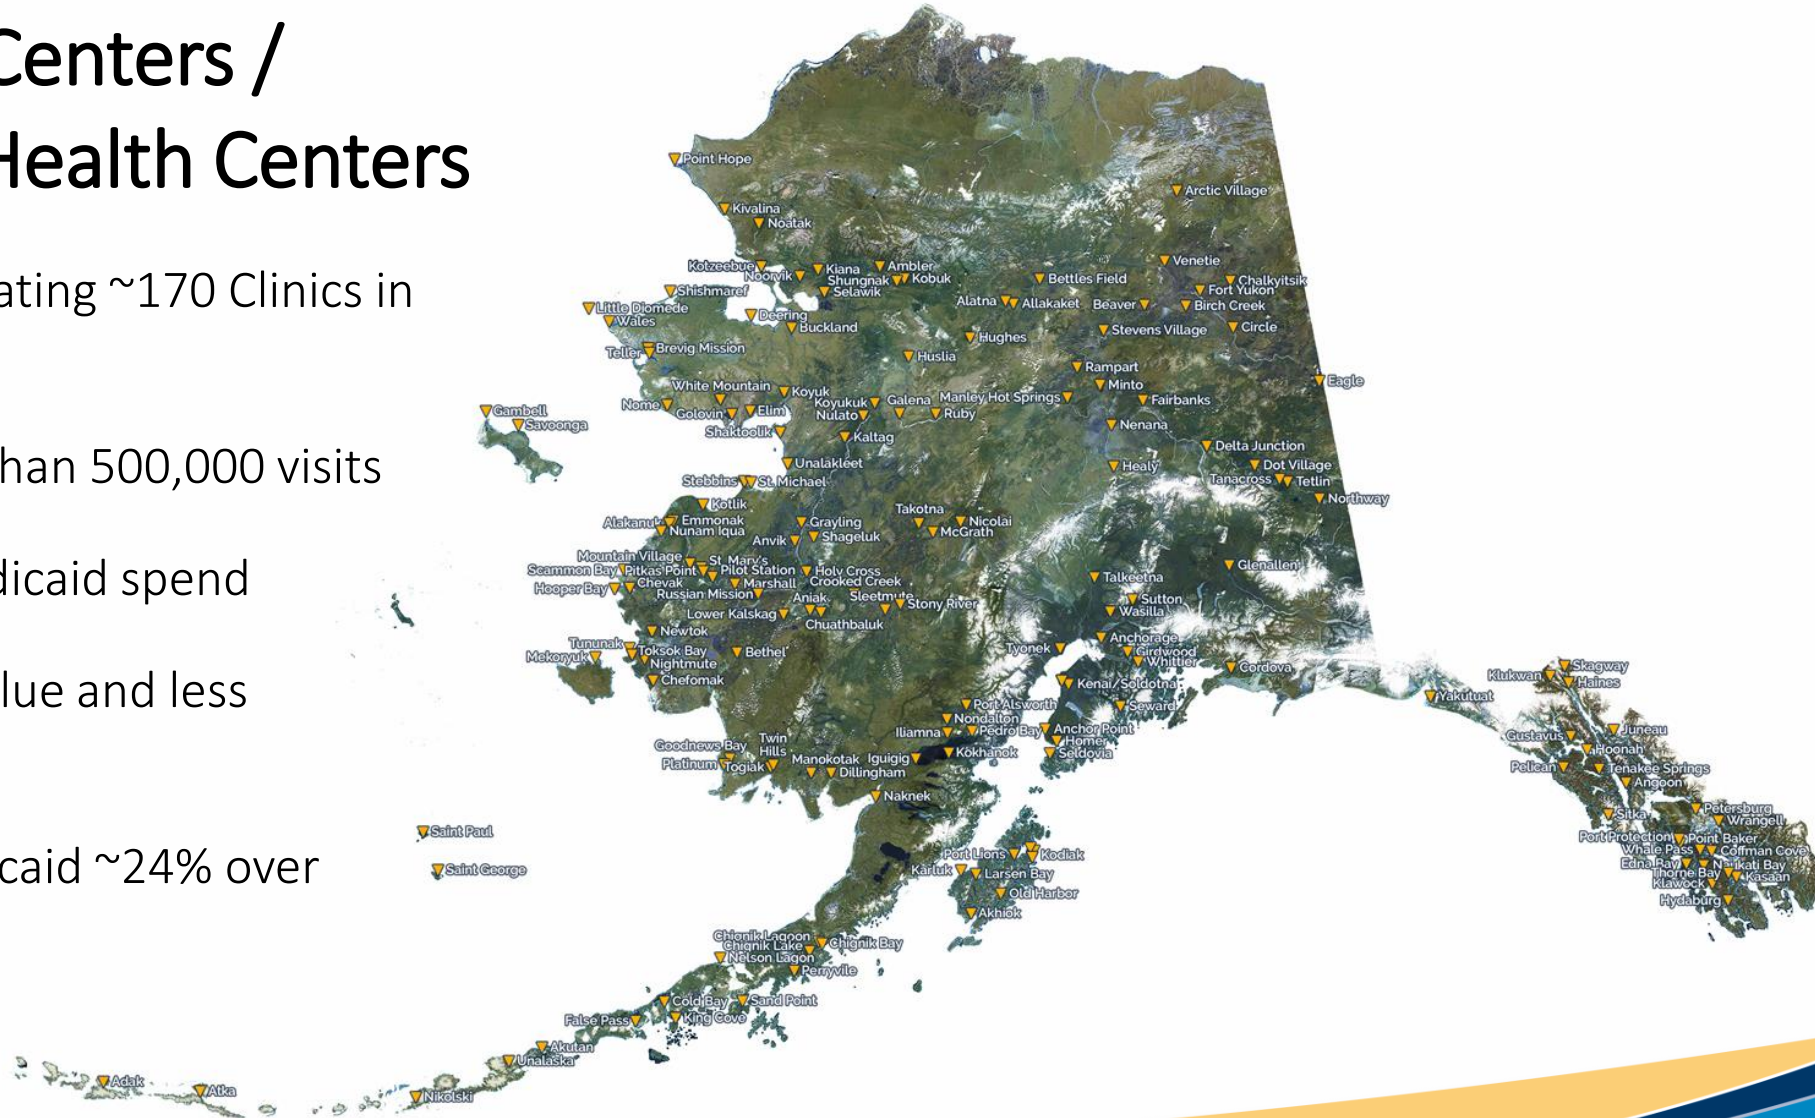 Centers /
Health Centers
ating ~170 Clinics in
han 500,000 visits
dicaid spend
lue and less
caid ~24% over
Point Hope
Arctic Village
Kivalina
Noatak
Venetie
Kotzebue
Noorvik
Kiana
Ambler
Shungnak
Kobuk
Selawik
Bettles Field
Chalkyitsik
Fort Yukon
Shishmaref
Alatna
Allakaket
Beaver
Birch Creek
Little Diomede
Wales
Deering
Buckland
Stevens Village
Circle
Hughes
Teller
Brevig Mission
Huslia
Rampart
White Mountain
Koyuk
Minto
Eagle
Nome
Golovin
Elim
Koyukuk
Galena
Manley Hot Springs
Fairbanks
Nulato
Ruby
Gambell
Savoonga
Shaktoolik
Kaltag
Nenana
Delta Junction
Unalakleet
Healy
Dot Village
Stebbins
St. Michael
Tanacross
Tetlin
Northway
Kotlik
Takotna
Emmonak
Nunam Iqua
Grayling
Nicolai
McGrath
Anvik
Shageluk
Mountain Village
St. Mary's
Scammon Bay
Pitkas Point
Pilot Station
Holy Cross
Glenallen
Hooper Bay
Chevak
Marshall
Crooked Creek
Talkeetna
Russian Mission
Aniak
Sleetmute
Stony River
Sutton
Lower Kalskag
Wasilla
Chuathbaluk
Newtok
Anchorage
Tununak
Toksok Bay
Bethel
Tyonek
Girdwood
Mekoryuk
Nightmute
Whittier
Cordova
Chefornak
Kenai/Soldotna
Klukwan
Skagway
Haines
Yakutuat
Port Alsworth
Seward
Nondalton
Iliamna
Pedro Bay
Anchor Point
Homer
Gustavus
Juneau
Goodnews Bay
Twin
Hills
Kokhanok
Seldovia
Hoonah
Platinum
Togiak
Manokotak
Iguigig
Dillingham
Pelican
Tenakee Springs
Angoon
Naknek
Petersburg
Sitka
Wrangell
Saint Paul
Port Protection
Point Baker
Whale Pass
Coffman Cove
Port Lions
Kodiak
Edna Bay
Naukati Bay
Saint George
Karluk
Larsen Bay
Thorne Bay
Kasaan
Klawock
Old Harbor
Hydaburg
Akhiok
Chignik Lagoon
Chignik Lake
Chignik Bay
Nelson Lagon
Perryvile
Cold Bay
Sand Point
False Pass
King Cove
Akutan
Unalaska
Adak
Atka
Nikolski